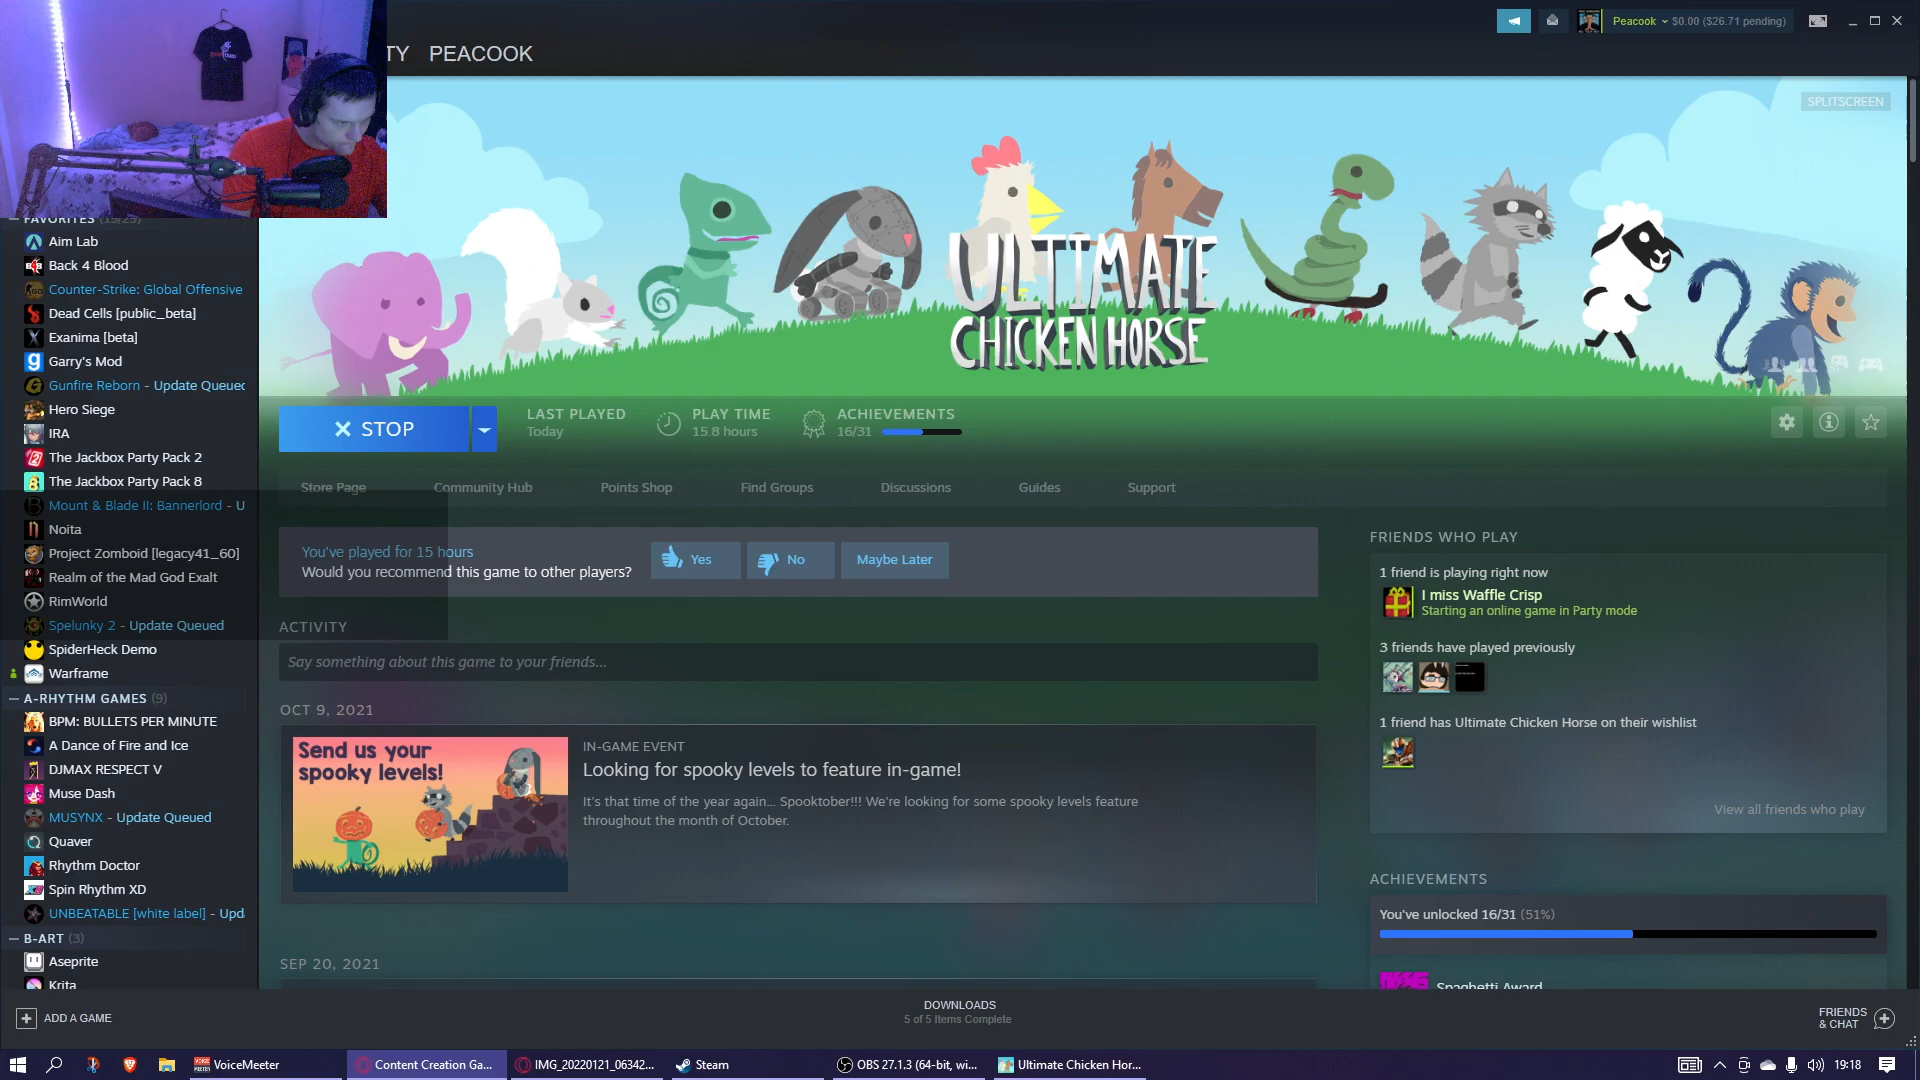 TY PEACOOK
Peacook $0.00 ($26.71 pending)
SPLITSCREEN
ULTIMATE
CHICKEN HORSE
FAVORITES
Aim Lab
Back 4 Blood
Counter-Strike: Global Offensive
Dead Cells [public_beta]
Exanima [beta]
Garry's Mod
Gunfire Reborn - Update Queued
Hero Siege
IRA
The Jackbox Party Pack 2
The Jackbox Party Pack 8
Mount & Blade II: Bannerlord - U
Noita
Project Zomboid [legacy41_60]
Realm of the Mad God Exalt
RimWorld
Spelunky 2 - Update Queued
SpiderHeck Demo
Warframe
A-RHYTHM GAMES (9)
BPM: BULLETS PER MINUTE
A Dance of Fire and Ice
DJMAX RESPECT V
Muse Dash
MUSYNX - Update Queued
Quaver
Rhythm Doctor
Spin Rhythm XD
UNBEATABLE [white label] - Upd
B-ART (3)
Aseprite
Krita
STOP
LAST PLAYED
Today
PLAY TIME
15.8 hours
ACHIEVEMENTS
16/31
Store Page Community Hub Points Shop Find Groups Discussions Guides Support
You've played for 15 hours
Would you recommend this game to other players?
Yes No Maybe Later
ACTIVITY
Say something about this game to your friends...
OCT 9, 2021
Send us your
spooky levels!
IN-GAME EVENT
Looking for spooky levels to feature in-game!
It's that time of the year again... Spooktober!!! We're looking for some spooky levels feature
throughout the month of October.
SEP 20, 2021
FRIENDS WHO PLAY
1 friend is playing right now
I miss Waffle Crisp
Starting an online game in Party mode
3 friends have played previously
1 friend has Ultimate Chicken Horse on their wishlist
View all friends who play
ACHIEVEMENTS
You've unlocked 16/31 (51%)
Spaghetti Award
ADD A GAME
DOWNLOADS
5 of 5 Items Complete
FRIENDS
& CHAT
VoiceMeeter
Content Creation Ga...
IMG_20220121_06342...
Steam
OBS 27.1.3 (64-bit, wi...
Ultimate Chicken Hor...
19:18